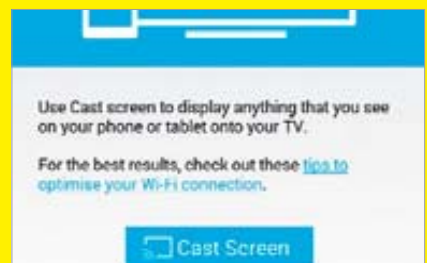 Use Cast screen to display anything that you see
on your phone or tablet onto your TV.
For the best results, check out these tips to
optimise your Wi-Fi connection.
Cast Screen